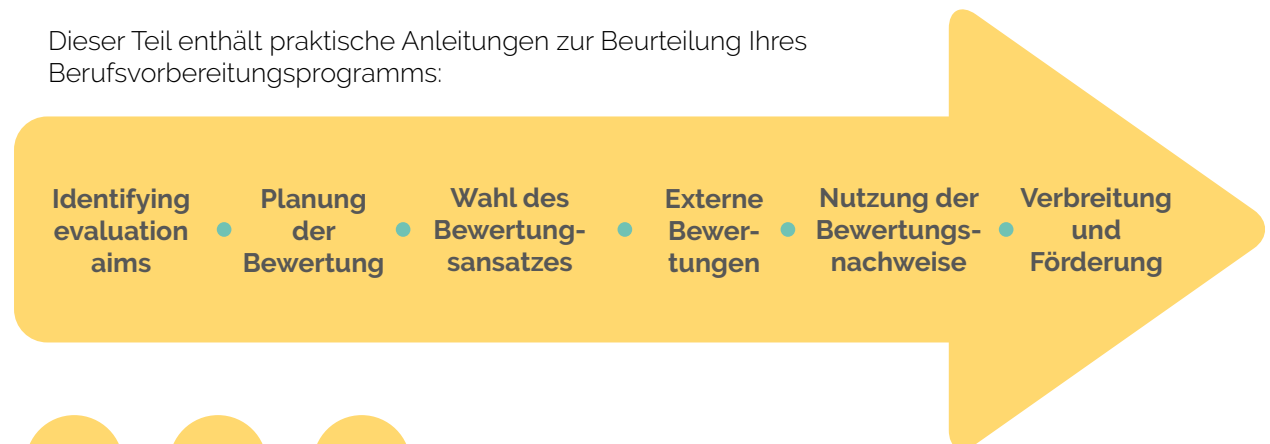 Dieser Teil enthält praktische Anleitungen zur Beurteilung Ihres
Berufsvorbereitungsprogramms:
Identifying
evaluation
aims
Planung
der
Bewertung
Wahl des
Bewertung-
sansatzes
Externe
Bewer-
tungen
Nutzung der
Bewertungs-
nachweise
Verbreitung
und
Förderung